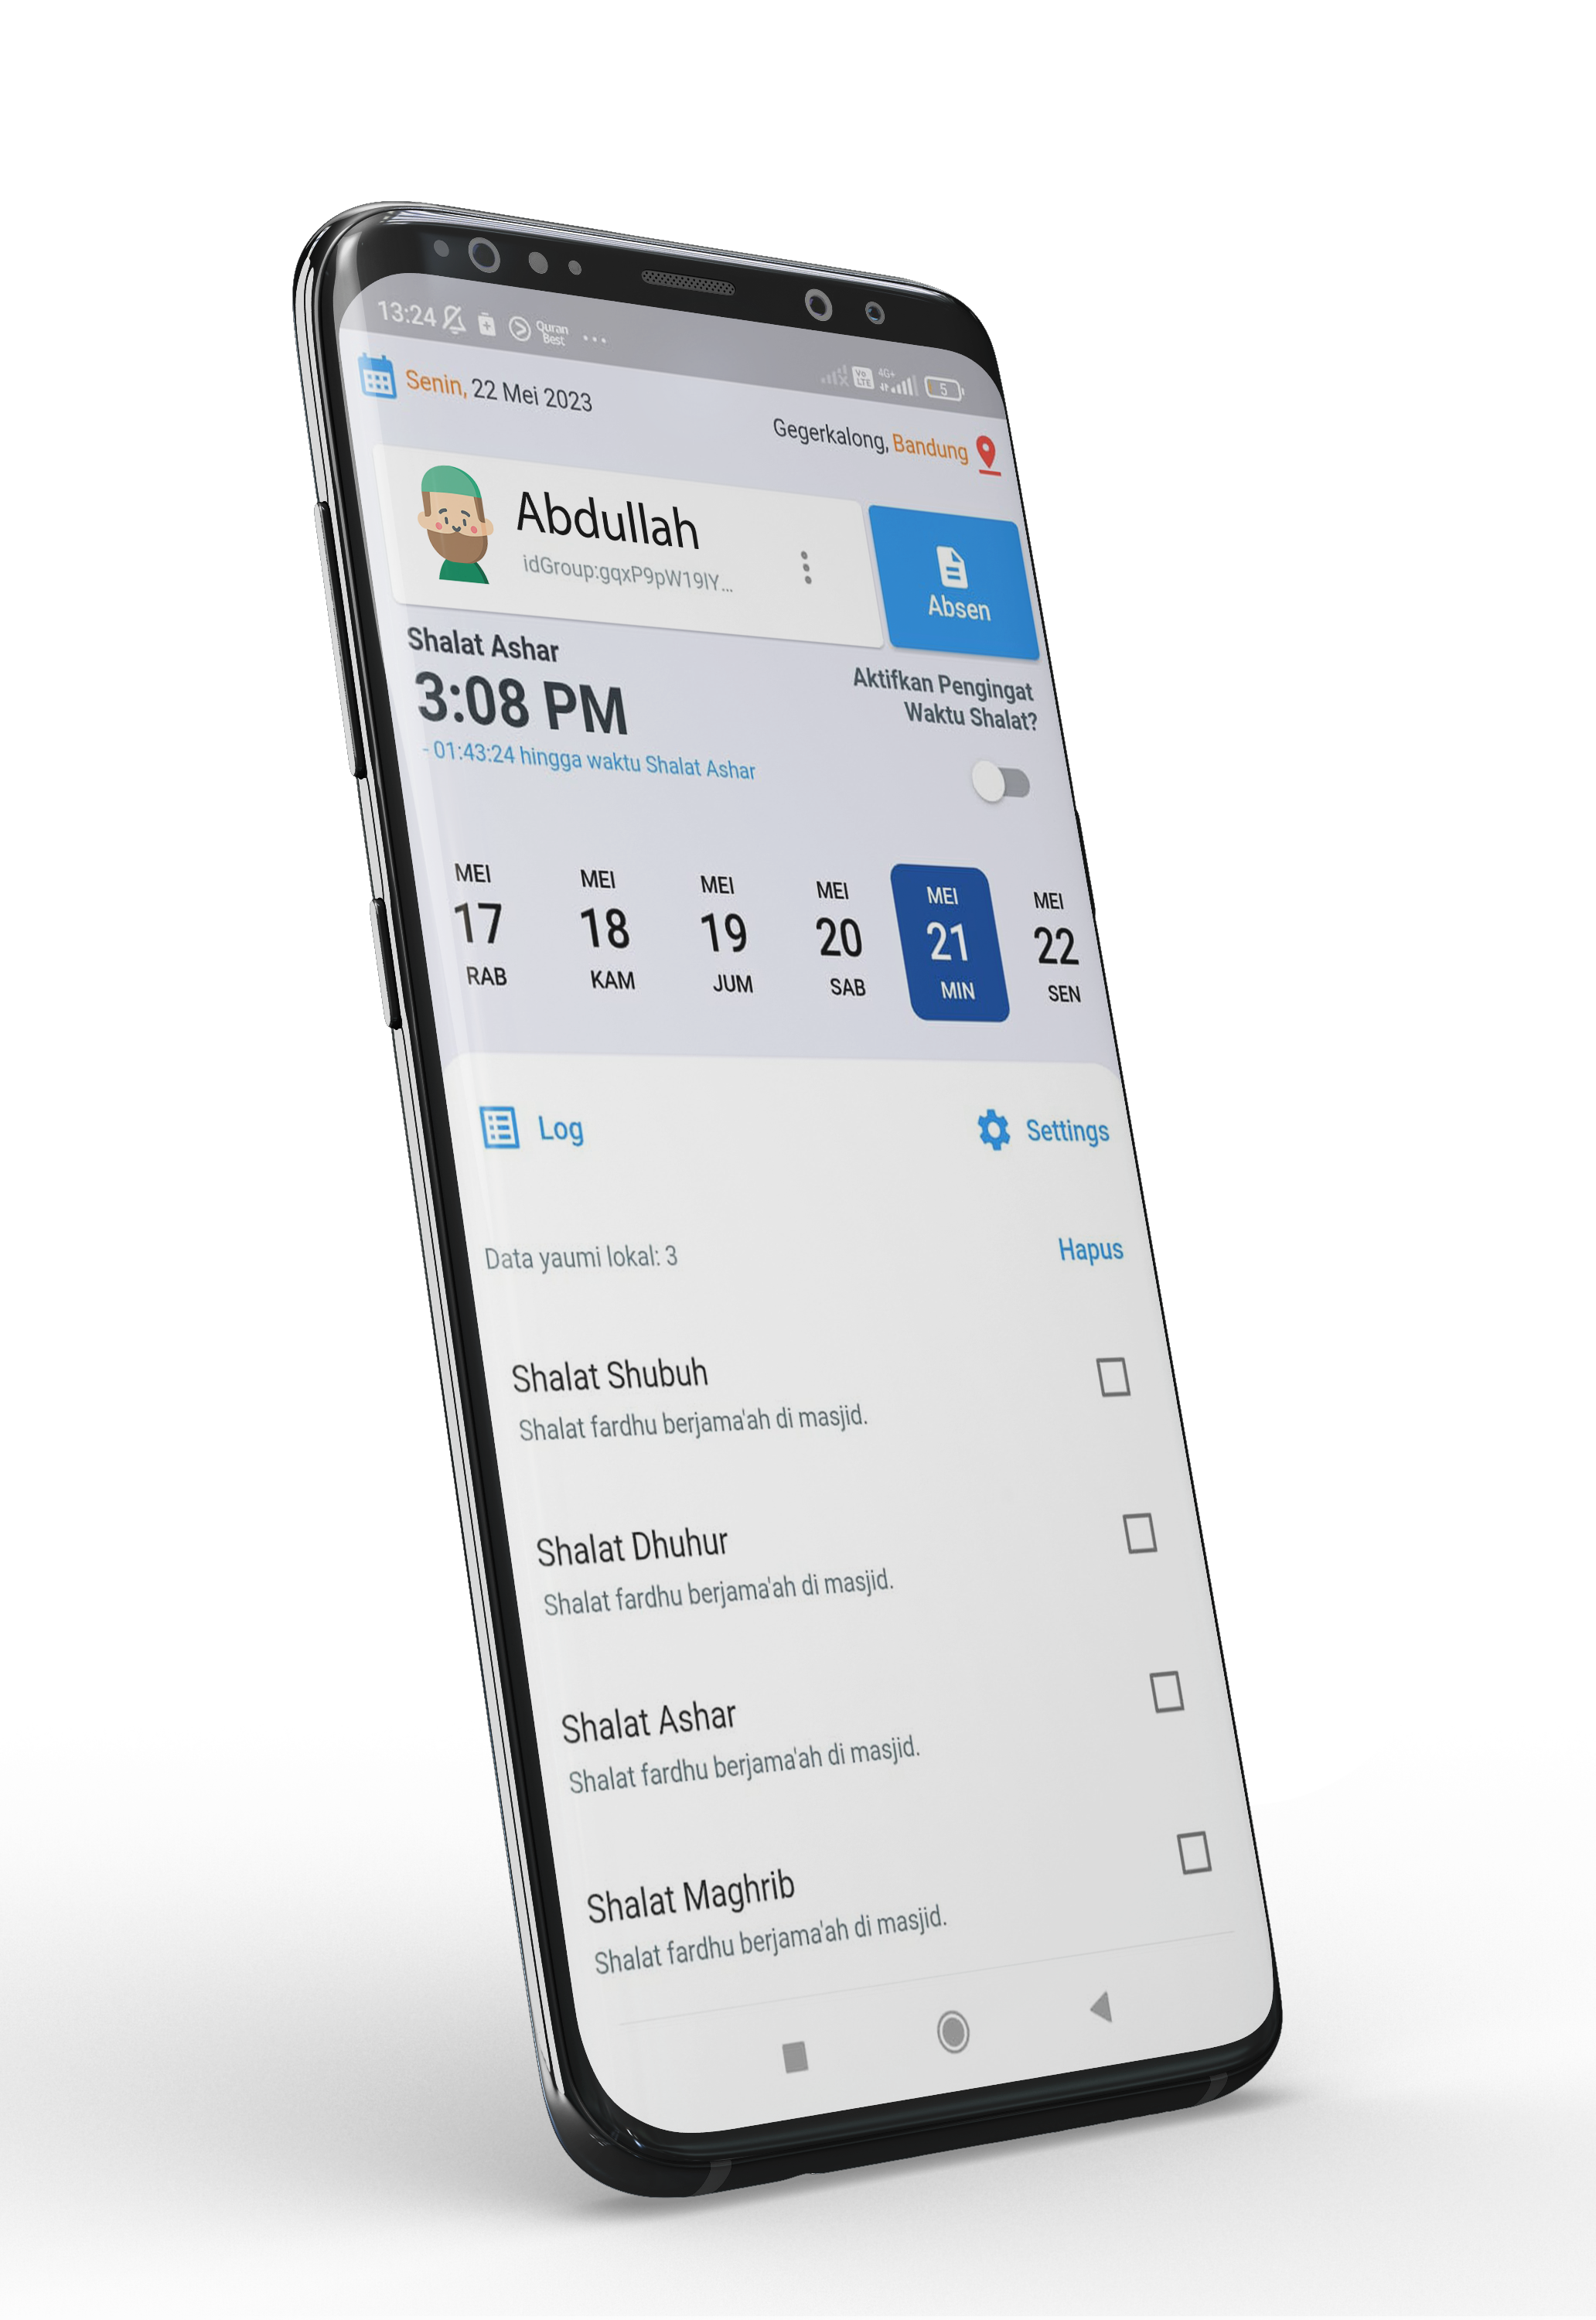 13:24
Quran
Best
...
Vo
LTE
4G+
5
Senin, 22 Mei 2023
Gegerkalong, Bandung
Abdullah
idGroup:gqxP9pW19lY...
Absen
Shalat Ashar
3:08 PM
- 01:43:24 hingga waktu Shalat Ashar
Aktifkan Pengingat
Waktu Shalat?
MEI MEI MEI MEI MEI MEI
17 18 19 20 21 22
RAB KAM JUM SAB MIN SEN
Log
Settings
Data yaumi lokal: 3
Hapus
Shalat Shubuh
Shalat fardhu berjama'ah di masjid.
Shalat Dhuhur
Shalat fardhu berjama'ah di masjid.
Shalat Ashar
Shalat fardhu berjama'ah di masjid.
Shalat Maghrib
Shalat fardhu berjama'ah di masjid.